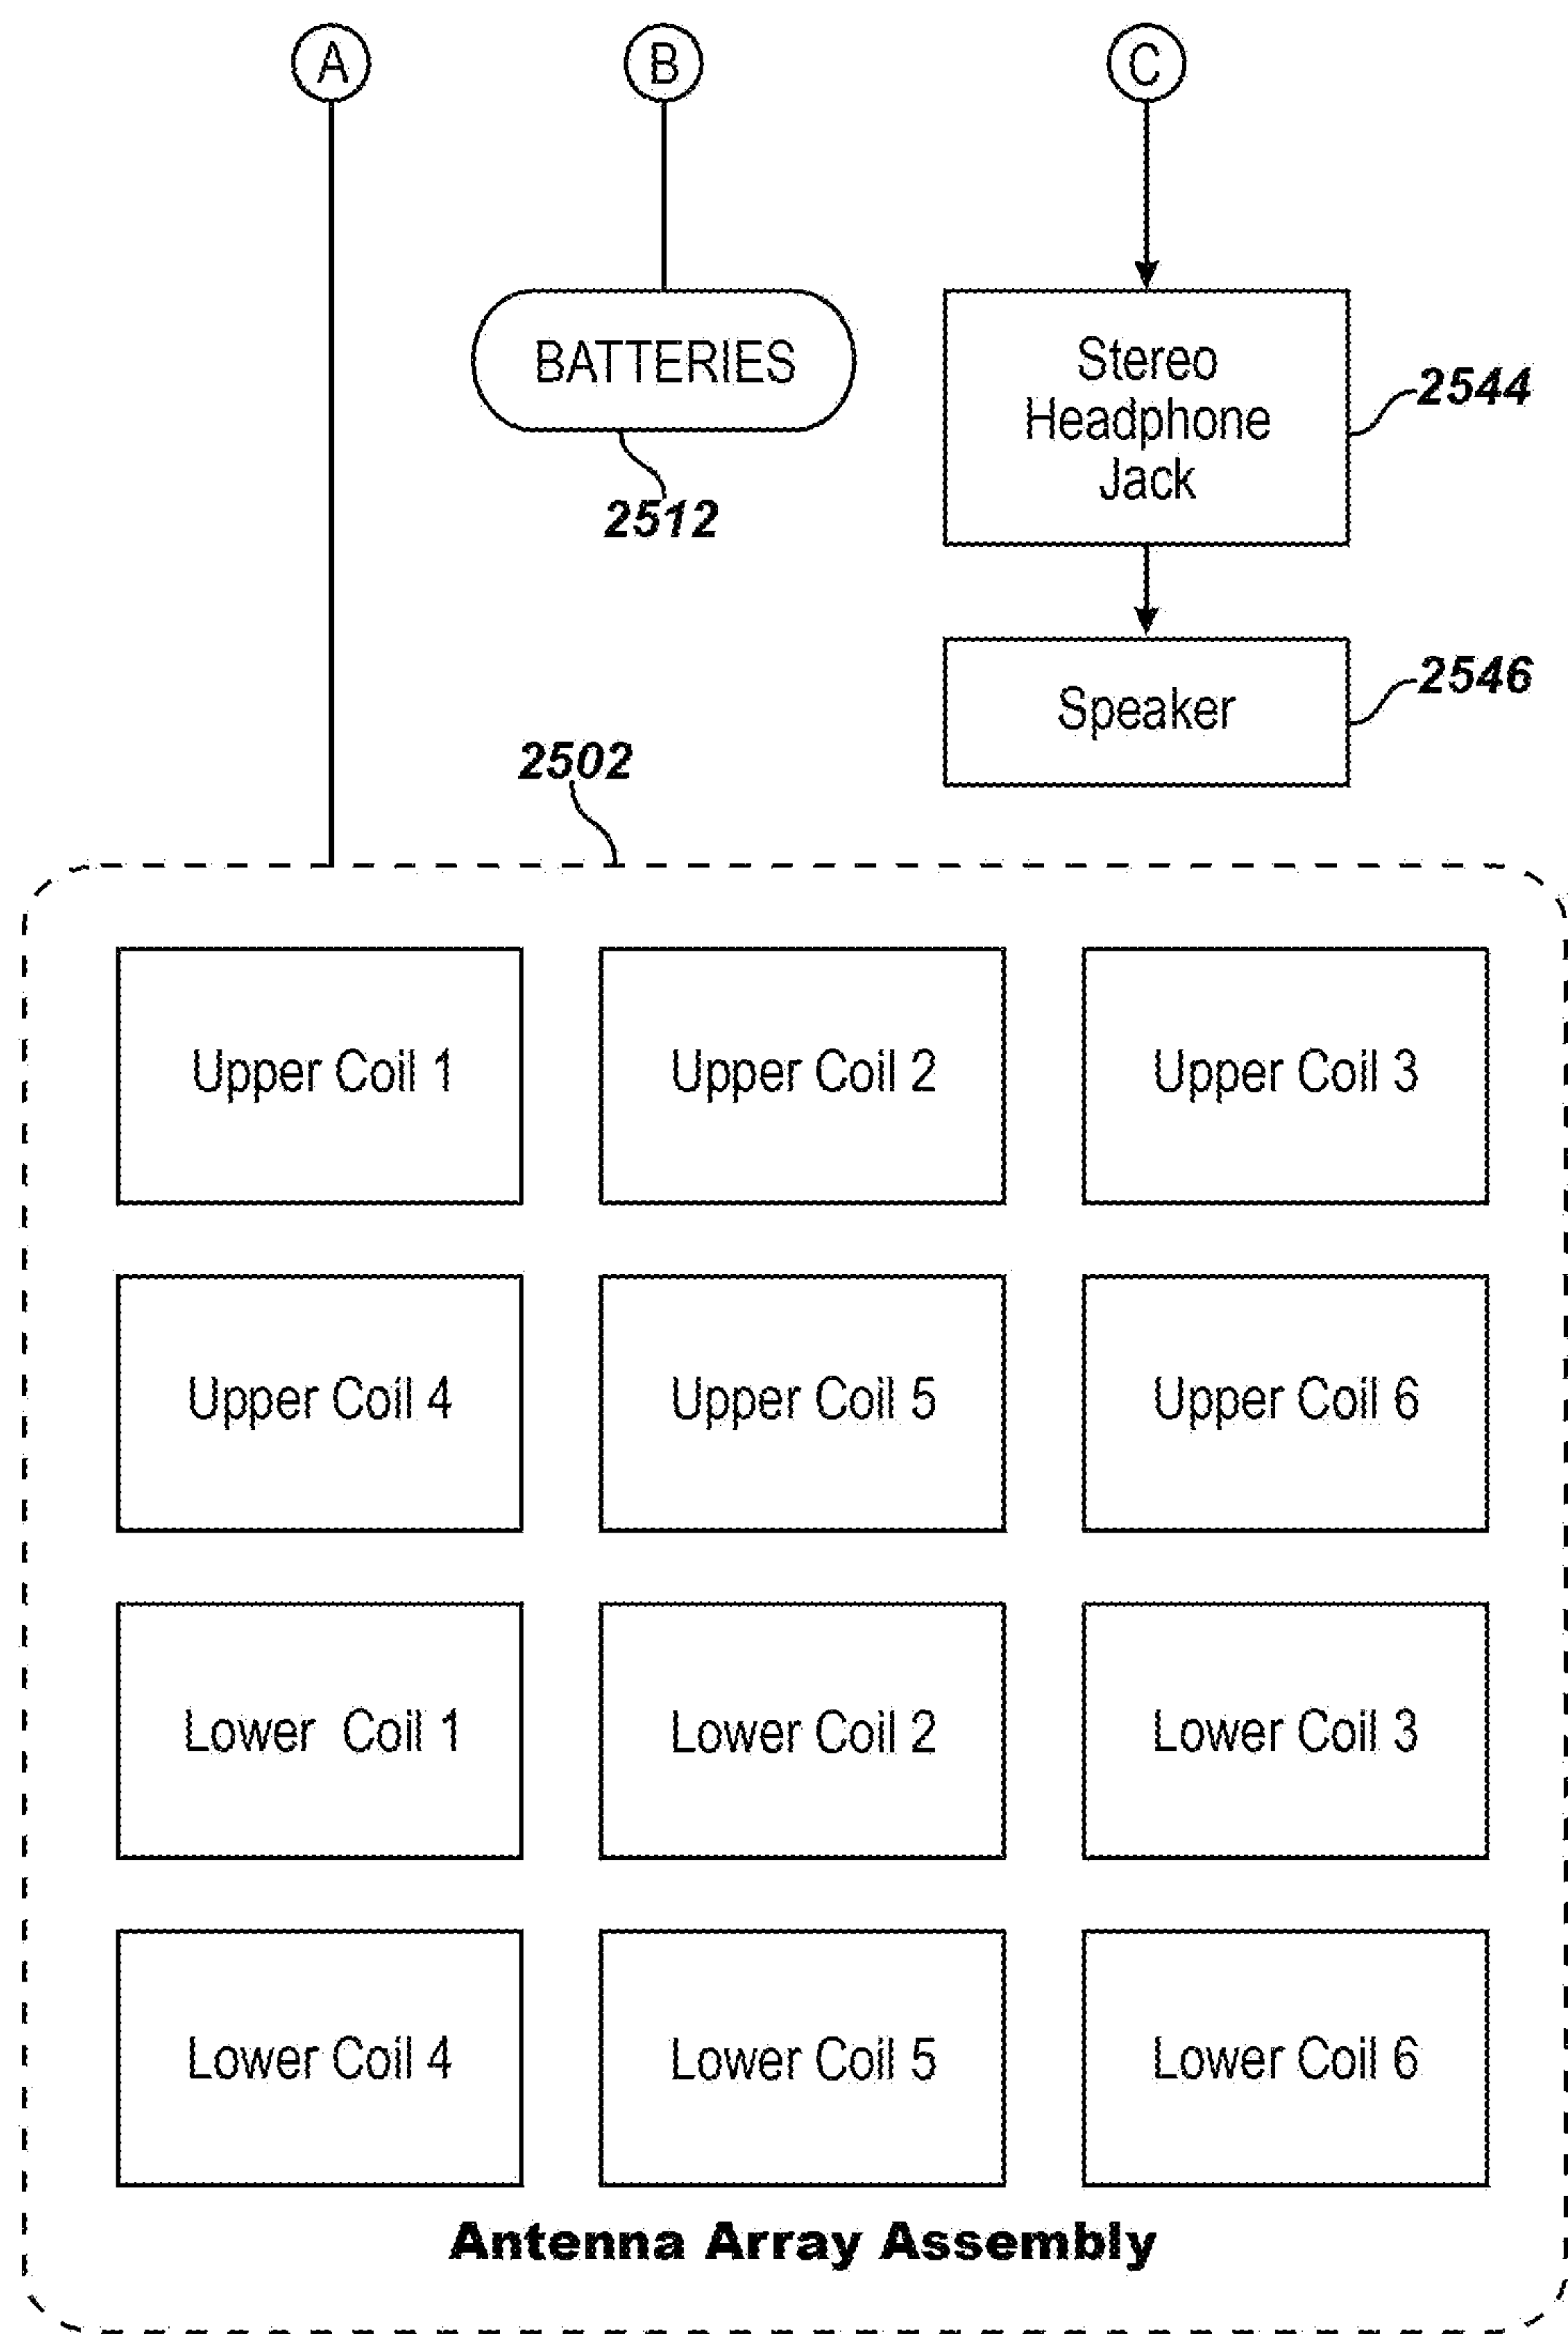 A
B
C
BATTERIES
2512
Stereo
Headphone
Jack
2544
Speaker
2546
2502
Upper Coil 1
Upper Coil 2
Upper Coil 3
Upper Coil 4
Upper Coil 5
Upper Coil 6
Lower Coil 1
Lower Coil 2
Lower Coil 3
Lower Coil 4
Lower Coil 5
Lower Coil 6
Antenna Array Assembly